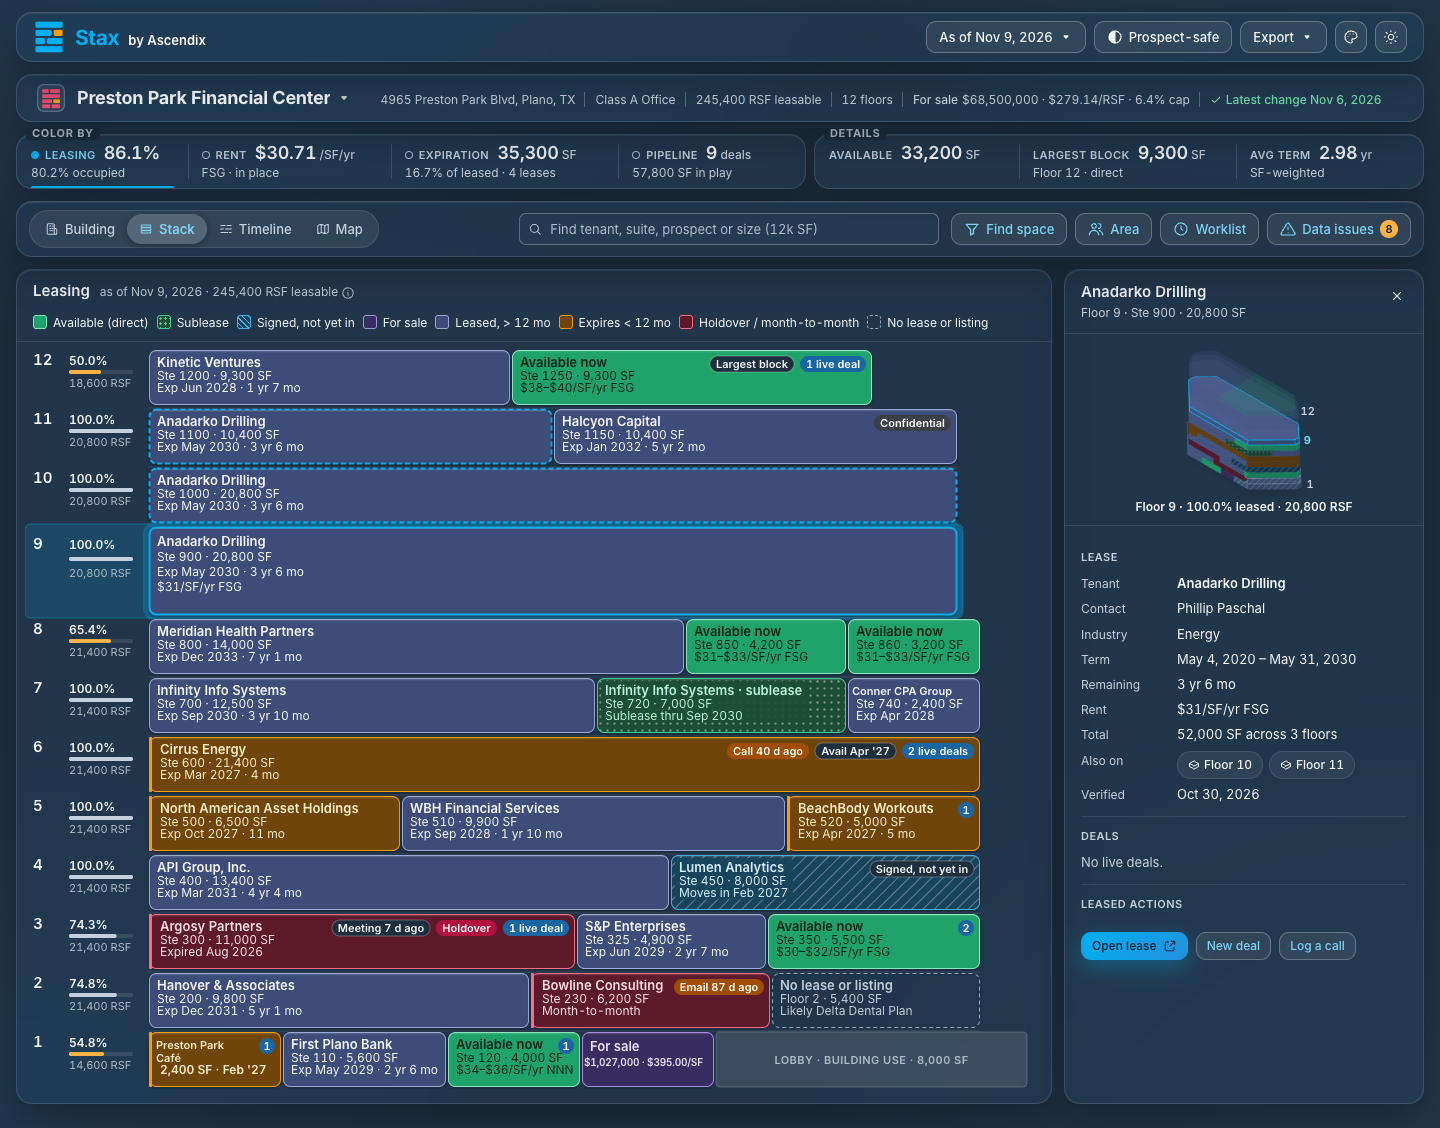 Stax by Ascendix
As of Nov 9, 2026
Prospect-safe
Export
Preston Park Financial Center
4965 Preston Park Blvd, Plano, TX
Class A Office
245,400 RSF leasable
12 floors
For sale $68,500,000 · $279.14/RSF · 6.4% cap
Latest change Nov 6, 2026
COLOR BY
LEASING 86.1%
80.2% occupied
RENT $30.71 /SF/yr
FSG · in place
EXPIRATION 35,300 SF
16.7% of leased · 4 leases
PIPELINE 9 deals
57,800 SF in play
DETAILS
AVAILABLE 33,200 SF
LARGEST BLOCK 9,300 SF
Floor 12 · direct
AVG TERM 2.98 yr
SF-weighted
Building
Stack
Timeline
Map
Find tenant, suite, prospect or size (12k SF)
Find space
Area
Worklist
Data issues 8
Leasing as of Nov 9, 2026 · 245,400 RSF leasable
Available (direct)
Sublease
Signed, not yet in
For sale
Leased, > 12 mo
Expires < 12 mo
Holdover / month-to-month
No lease or listing
12
50.0%
18,600 RSF
Kinetic Ventures
Ste 1200 · 9,300 SF
Exp Jun 2028 · 1 yr 7 mo
Available now
Ste 1250 · 9,300 SF
$38–$40/SF/yr FSG
Largest block
1 live deal
11
100.0%
20,800 RSF
Anadarko Drilling
Ste 1100 · 10,400 SF
Exp May 2030 · 3 yr 6 mo
Halcyon Capital
Ste 1150 · 10,400 SF
Exp Jan 2032 · 5 yr 2 mo
Confidential
10
100.0%
20,800 RSF
Anadarko Drilling
Ste 1000 · 20,800 SF
Exp May 2030 · 3 yr 6 mo
9
100.0%
20,800 RSF
Anadarko Drilling
Ste 900 · 20,800 SF
Exp May 2030 · 3 yr 6 mo
$31/SF/yr FSG
8
65.4%
21,400 RSF
Meridian Health Partners
Ste 800 · 14,000 SF
Exp Dec 2033 · 7 yr 1 mo
Available now
Ste 850 · 4,200 SF
$31–$33/SF/yr FSG
Available now
Ste 860 · 3,200 SF
$31–$33/SF/yr FSG
7
100.0%
21,400 RSF
Infinity Info Systems
Ste 700 · 12,500 SF
Exp Sep 2030 · 3 yr 10 mo
Infinity Info Systems · sublease
Ste 720 · 7,000 SF
Sublease thru Sep 2030
Conner CPA Group
Ste 740 · 2,400 SF
Exp Apr 2028
6
100.0%
21,400 RSF
Cirrus Energy
Ste 600 · 21,400 SF
Exp Mar 2027 · 4 mo
Call 40 d ago
Avail Apr '27
2 live deals
5
100.0%
21,400 RSF
North American Asset Holdings
Ste 500 · 6,500 SF
Exp Oct 2027 · 11 mo
WBH Financial Services
Ste 510 · 9,900 SF
Exp Sep 2028 · 1 yr 10 mo
BeachBody Workouts
Ste 520 · 5,000 SF
Exp Apr 2027 · 5 mo
1
4
100.0%
21,400 RSF
API Group, Inc.
Ste 400 · 13,400 SF
Exp Mar 2031 · 4 yr 4 mo
Lumen Analytics
Ste 450 · 8,000 SF
Moves in Feb 2027
Signed, not yet in
3
74.3%
21,400 RSF
Argosy Partners
Ste 300 · 11,000 SF
Expired Aug 2026
Meeting 7 d ago
Holdover
1 live deal
S&P Enterprises
Ste 325 · 4,900 SF
Exp Jun 2029 · 2 yr 7 mo
Available now
Ste 350 · 5,500 SF
$30–$32/SF/yr FSG
2
2
74.8%
21,400 RSF
Hanover & Associates
Ste 200 · 9,800 SF
Exp Dec 2031 · 5 yr 1 mo
Bowline Consulting
Ste 230 · 6,200 SF
Month-to-month
Email 87 d ago
No lease or listing
Floor 2 · 5,400 SF
Likely Delta Dental Plan
1
54.8%
14,600 RSF
Preston Park
Café
2,400 SF · Feb '27
1
First Plano Bank
Ste 110 · 5,600 SF
Exp May 2029 · 2 yr 6 mo
Available now
Ste 120 · 4,000 SF
$34–$36/SF/yr NNN
1
For sale
$1,027,000 · $395.00/SF
LOBBY · BUILDING USE · 8,000 SF
Anadarko Drilling
Floor 9 · Ste 900 · 20,800 SF
12
9
1
Floor 9 · 100.0% leased · 20,800 RSF
LEASE
Tenant Anadarko Drilling
Contact Phillip Paschal
Industry Energy
Term May 4, 2020 – May 31, 2030
Remaining 3 yr 6 mo
Rent $31/SF/yr FSG
Total 52,000 SF across 3 floors
Also on Floor 10 Floor 11
Verified Oct 30, 2026
DEALS
No live deals.
LEASED ACTIONS
Open lease
New deal
Log a call